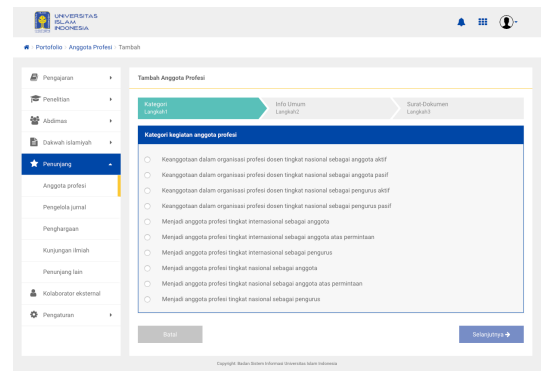 UNIVERSITAS
ISLAM
INDONESIA
Portofolio
Anggota Profesi
Tambah
Pengajaran
Penelitian
Abdimas
Dakwah islamiyah
Penunjang
Anggota profesi
Pengelola jurnal
Penghargaan
Kunjungan ilmiah
Penunjang lain
Kolaborator eksternal
Pengaturan
Tambah Anggota Profesi
Kategori
Langkah1
Info Umum
Langkah2
Surat-Dokumen
Langkah3
Kategori kegiatan anggota profesi
Keanggotaan dalam organisasi profesi dosen tingkat nasional sebagai anggota aktif
Keanggotaan dalam organisasi profesi dosen tingkat nasional sebagai anggota pasif
Keanggotaan dalam organisasi profesi dosen tingkat nasional sebagai pengurus aktif
Keanggotaan dalam organisasi profesi dosen tingkat nasional sebagai pengurus pasif
Menjadi anggota profesi tingkat internasional sebagai anggota
Menjadi anggota profesi tingkat internasional sebagai anggota atas permintaan
Menjadi anggota profesi tingkat internasional sebagai pengurus
Menjadi anggota profesi tingkat nasional sebagai anggota
Menjadi anggota profesi tingkat nasional sebagai anggota atas permintaan
Menjadi anggota profesi tingkat nasional sebagai pengurus
Batal
Selanjutnya
Copyright Badan Sistem Informasi Universitas Islam Indonesia